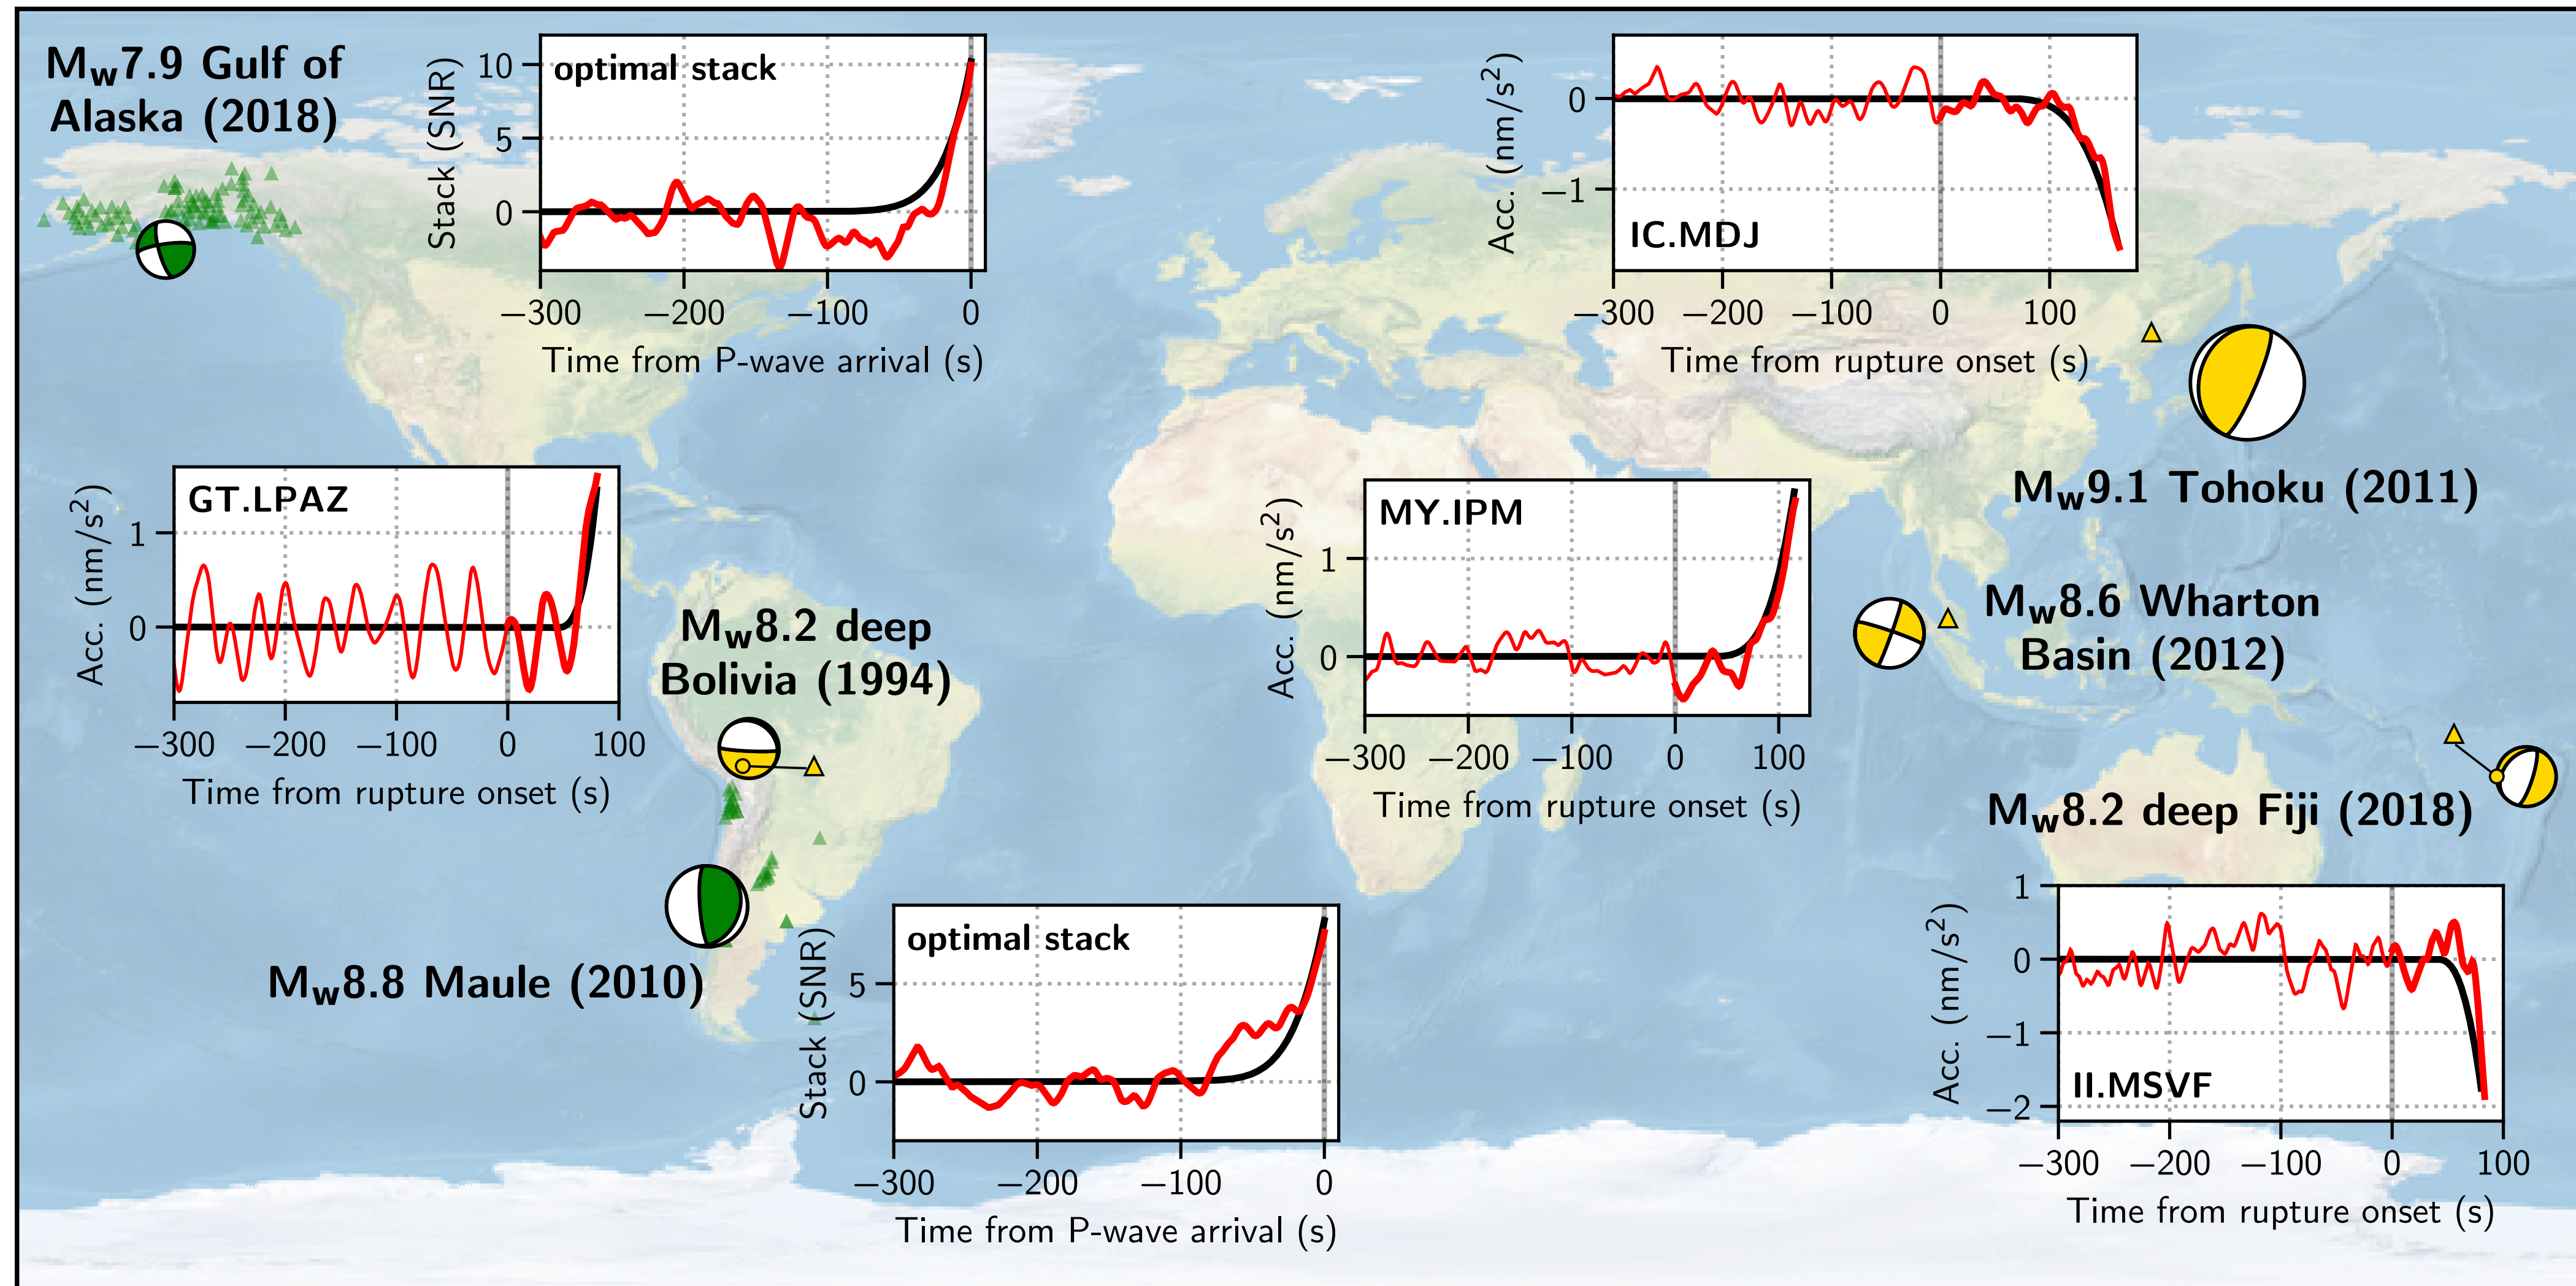 M_w7.9 Gulf of
Alaska (2018)
optimal stack
Stack (SNR)
10
5
0
−300 −200 −100 0
Time from P-wave arrival (s)
IC.MDJ
Acc. (nm/s²)
0
−1
−300 −200 −100 0 100
Time from rupture onset (s)
M_w9.1 Tohoku (2011)
GT.LPAZ
Acc. (nm/s²)
1
0
−300 −200 −100 0 100
Time from rupture onset (s)
M_w8.2 deep
Bolivia (1994)
MY.IPM
Acc. (nm/s²)
1
0
−300 −200 −100 0 100
Time from rupture onset (s)
M_w8.6 Wharton
Basin (2012)
M_w8.2 deep Fiji (2018)
M_w8.8 Maule (2010)
optimal stack
Stack (SNR)
5
0
−300 −200 −100 0
Time from P-wave arrival (s)
II.MSVF
Acc. (nm/s²)
1
0
−1
−2
−300 −200 −100 0 100
Time from rupture onset (s)